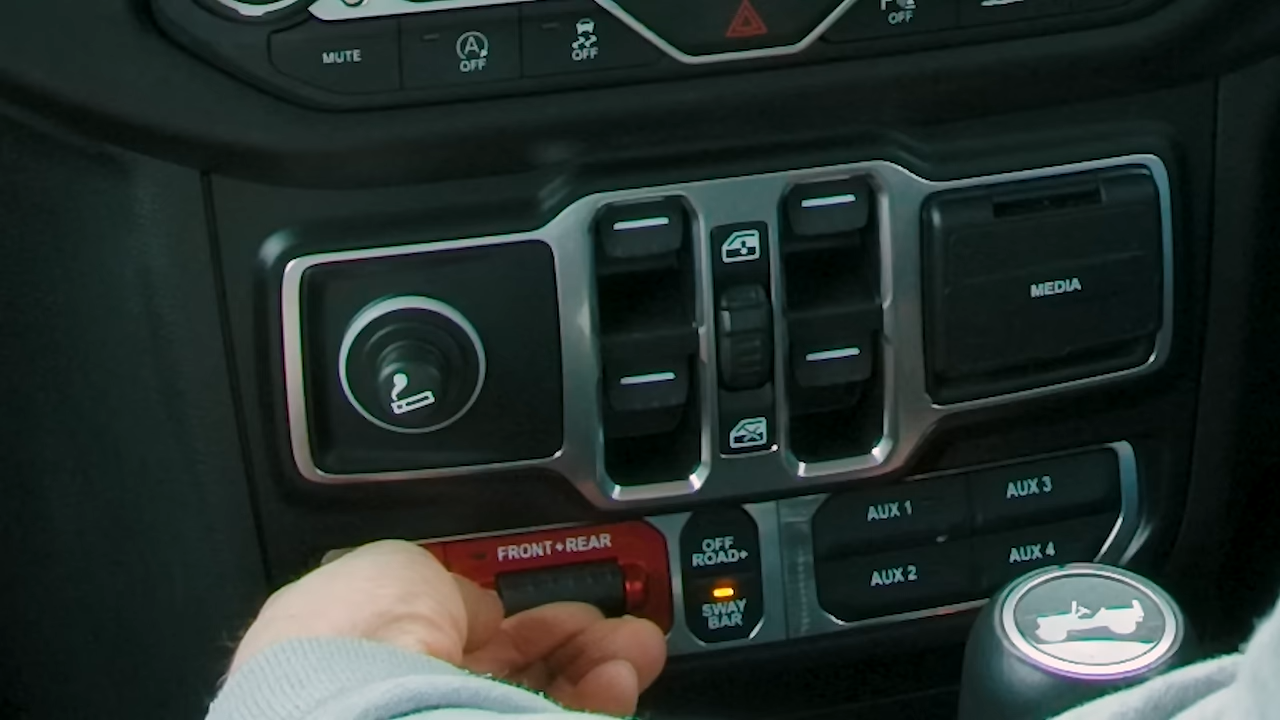 MUTE
A
OFF
OFF
OFF
MEDIA
FRONT+REAR
OFF
ROAD+
SWAY
BAR
AUX 1
AUX 3
AUX 2
AUX 4